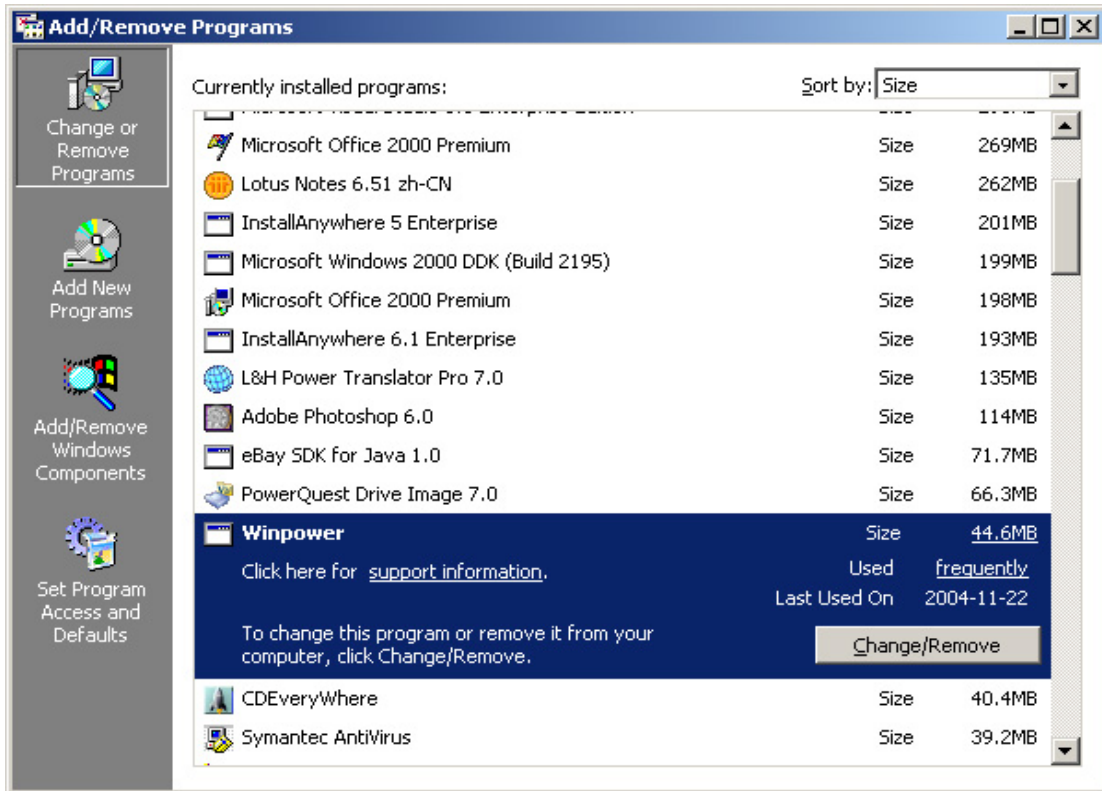 Add/Remove Programs
Change or
Remove
Programs
Add New
Programs
Add/Remove
Windows
Components
Set Program
Access and
Defaults
Currently installed programs:
Sort by: Size
Microsoft Office 2000 Premium Size 269MB
Lotus Notes 6.51 zh-CN Size 262MB
InstallAnywhere 5 Enterprise Size 201MB
Microsoft Windows 2000 DDK (Build 2195) Size 199MB
Microsoft Office 2000 Premium Size 198MB
InstallAnywhere 6.1 Enterprise Size 193MB
L&H Power Translator Pro 7.0 Size 135MB
Adobe Photoshop 6.0 Size 114MB
eBay SDK for Java 1.0 Size 71.7MB
PowerQuest Drive Image 7.0 Size 66.3MB
Winpower Size 44.6MB
Click here for support information. Used frequently
Last Used On 2004-11-22
To change this program or remove it from your
computer, click Change/Remove.
Change/Remove
CDEveryWhere Size 40.4MB
Symantec AntiVirus Size 39.2MB